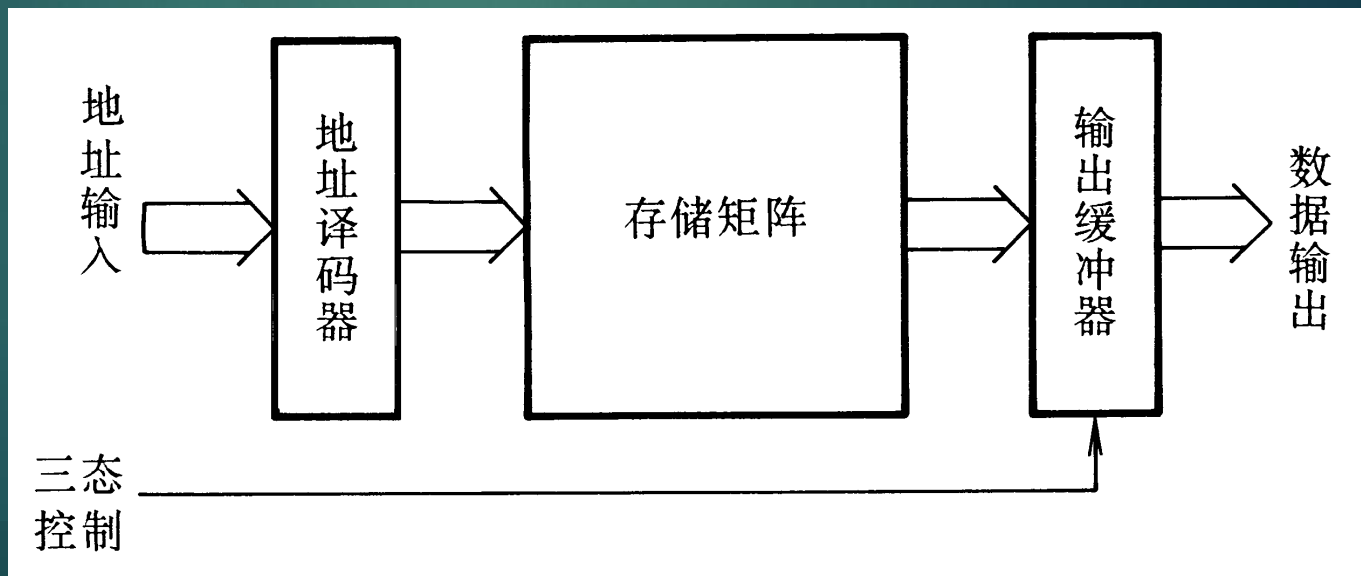 地址输入
地址译码器
存储矩阵
输出缓冲器
数据输出
三态
控制